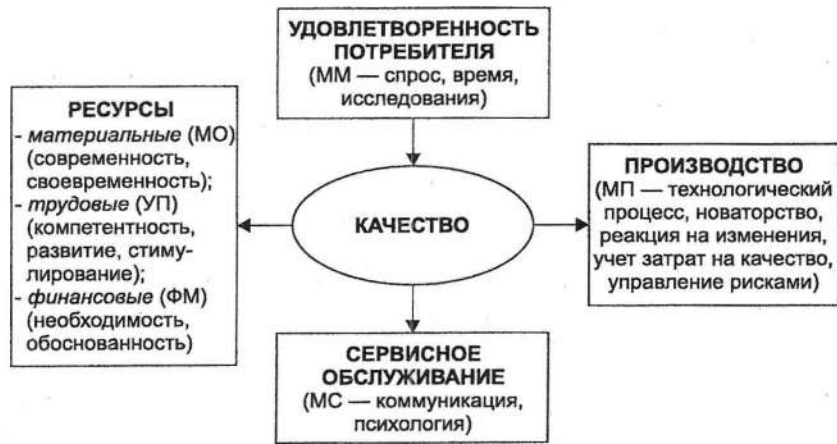 УДОВЛЕТВОРЕННОСТЬ
ПОТРЕБИТЕЛЯ
(ММ — спрос, время,
исследования)
РЕСУРСЫ
- материальные (МО)
(современность,
своевременность);
- трудовые (УП)
(компетентность,
развитие, стиму-
лирование);
- финансовые (ФМ)
(необходимость,
обоснованность)
КАЧЕСТВО
ПРОИЗВОДСТВО
(МП — технологический
процесс, новаторство,
реакция на изменения,
учет затрат на качество,
управление рисками)
СЕРВИСНОЕ
ОБСЛУЖИВАНИЕ
(МС — коммуникация,
психология)